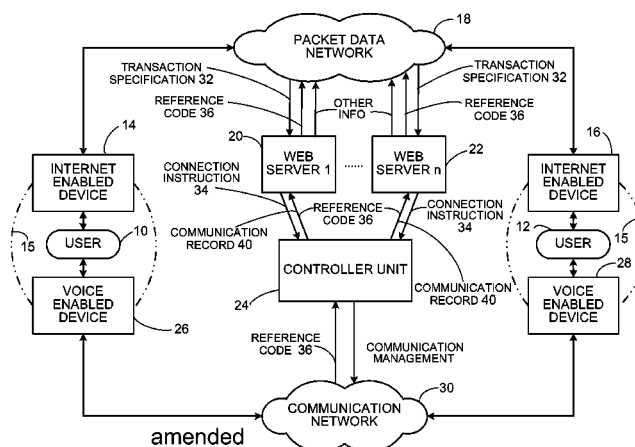 18
PACKET DATA
NETWORK
TRANSACTION
SPECIFICATION 32
TRANSACTION
SPECIFICATION 32
REFERENCE
CODE 36
OTHER
INFO
REFERENCE
CODE 36
14
20
22
16
INTERNET
ENABLED
DEVICE
WEB
SERVER 1
......
WEB
SERVER n
INTERNET
ENABLED
DEVICE
CONNECTION
INSTRUCTION
34
REFERENCE
CODE 36
CONNECTION
INSTRUCTION
34
15
USER
10
COMMUNICATION
RECORD 40
12
USER
15
CONTROLLER UNIT
24
COMMUNICATION
RECORD 40
28
VOICE
ENABLED
DEVICE
26
VOICE
ENABLED
DEVICE
REFERENCE
CODE 36
COMMUNICATION
MANAGEMENT
30
COMMUNICATION
NETWORK
amended